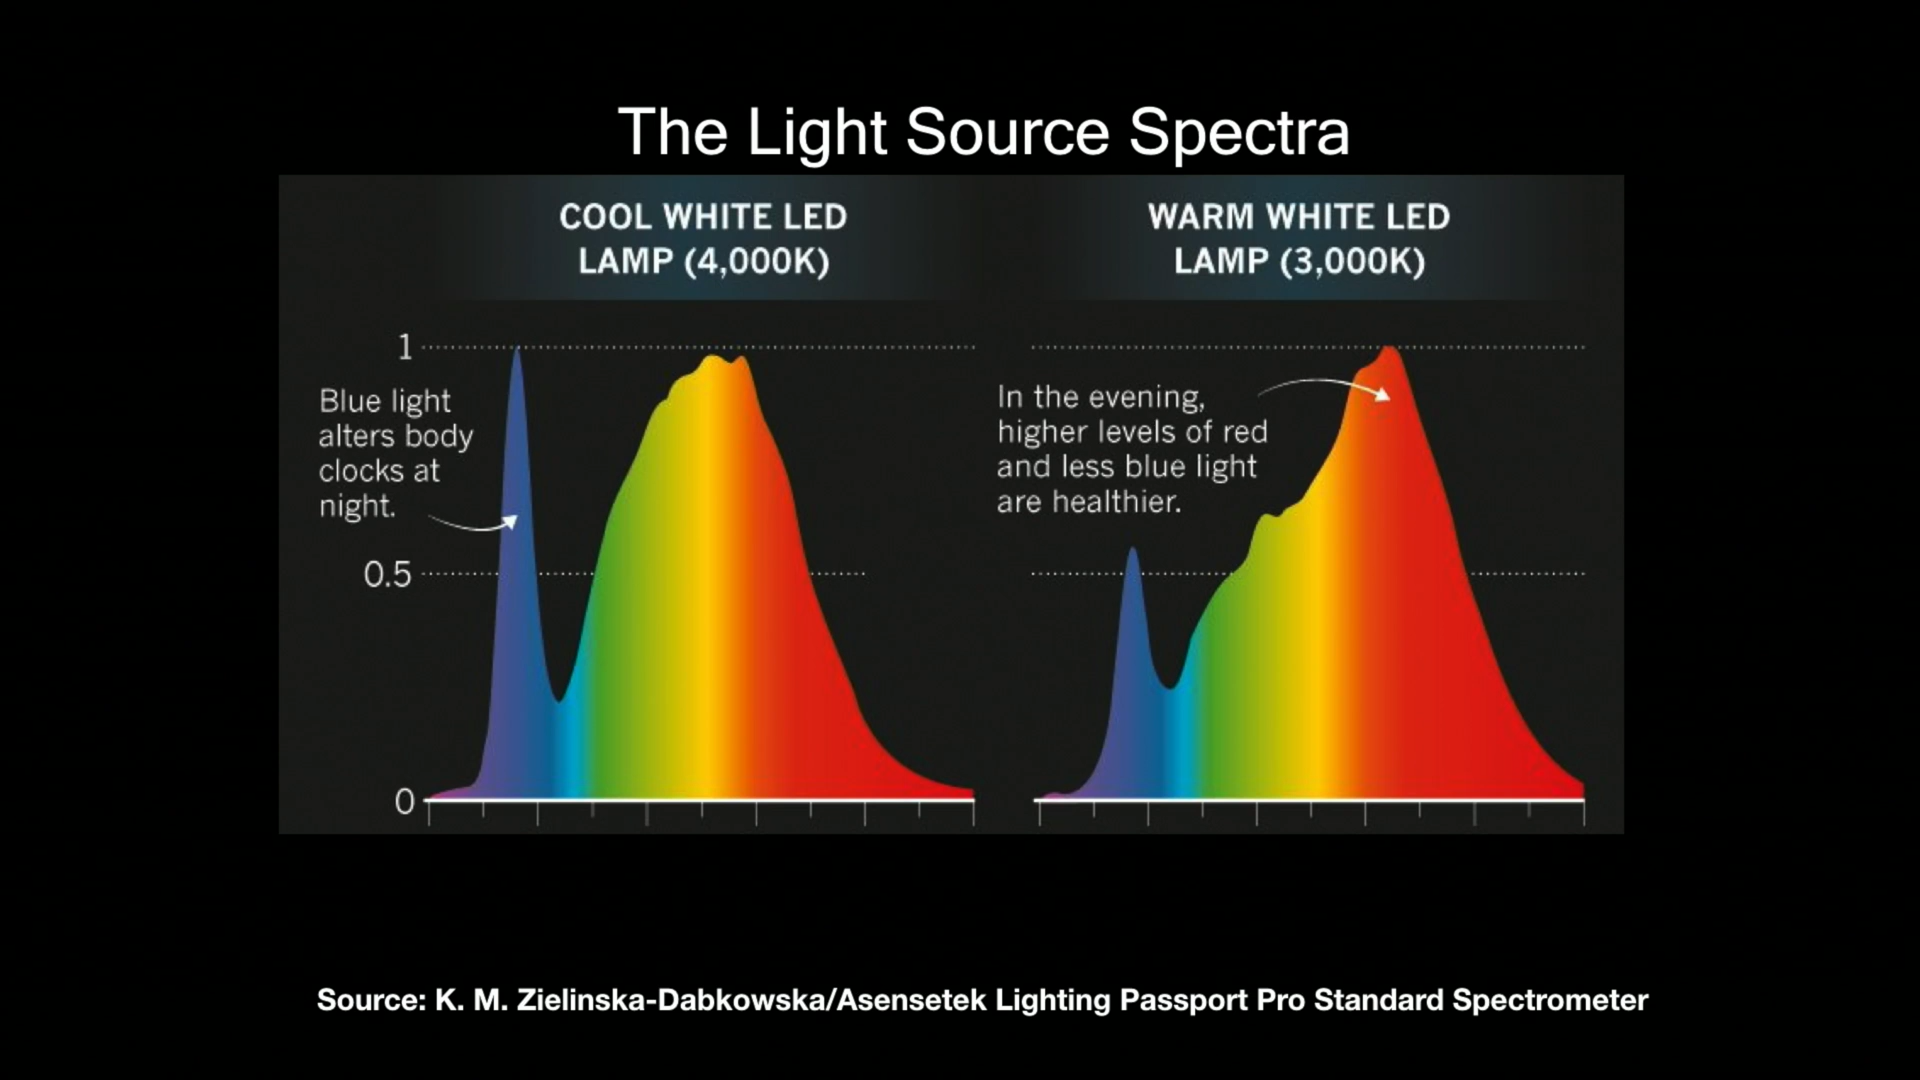 The Light Source Spectra
COOL WHITE LED
LAMP (4,000K)
WARM WHITE LED
LAMP (3,000K)
1
Blue light
alters body
clocks at
night.
0.5
0
In the evening,
higher levels of red
and less blue light
are healthier.
Source: K. M. Zielinska-Dabkowska/Asensetek Lighting Passport Pro Standard Spectrometer